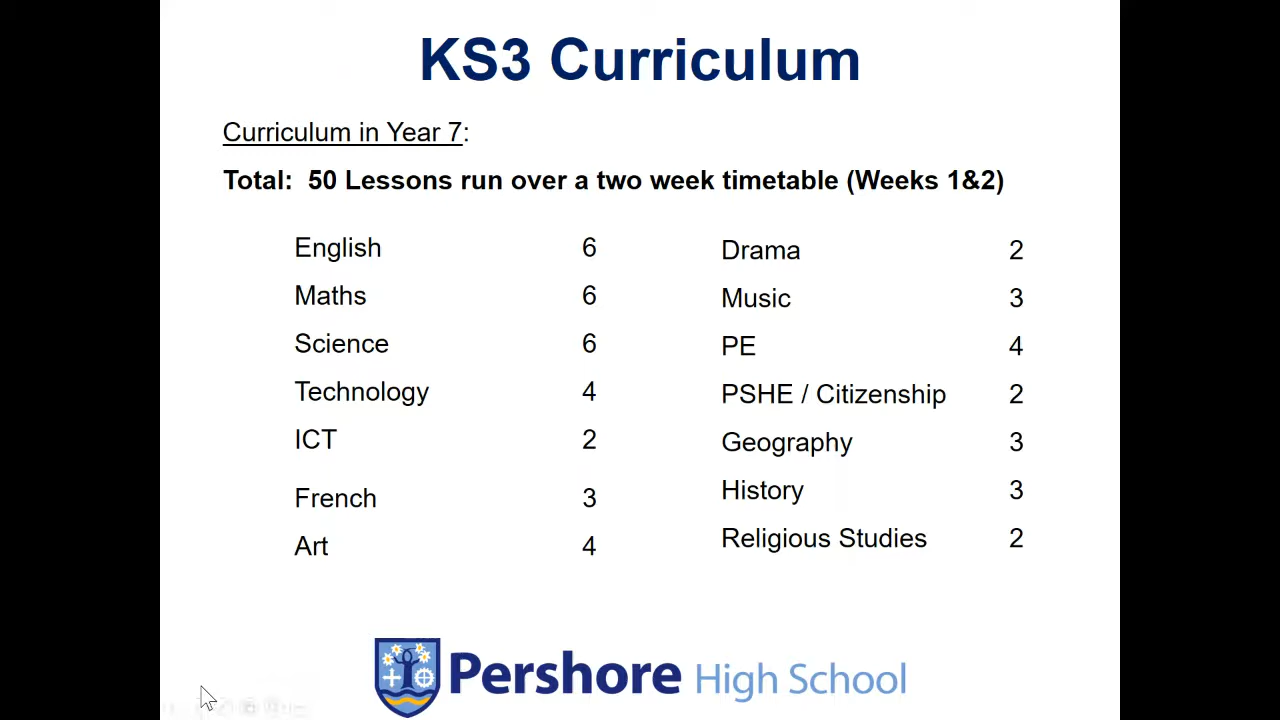 KS3 Curriculum
Curriculum in Year 7:
Total: 50 Lessons run over a two week timetable (Weeks 1&2)
English 6
Maths 6
Science 6
Technology 4
ICT 2
French 3
Art 4
Drama 2
Music 3
PE 4
PSHE / Citizenship 2
Geography 3
History 3
Religious Studies 2
Pershore High School